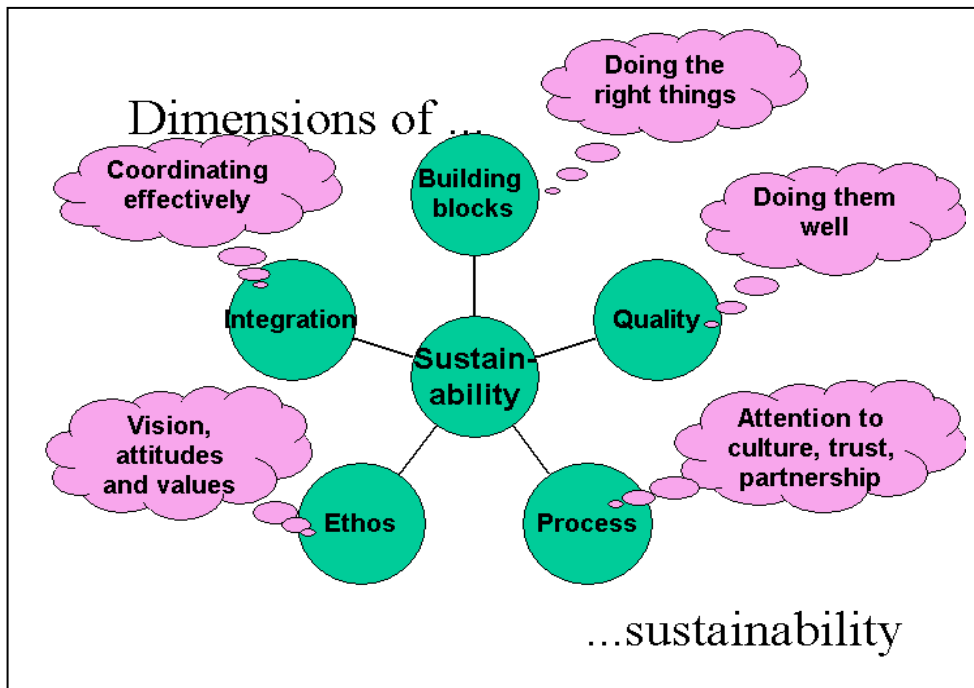 Dimensions of ...
Doing the
right things
Building
blocks
Coordinating
effectively
Doing them
well
Integration
Quality
Sustain-
ability
Vision,
attitudes
and values
Attention to
culture, trust,
partnership
Ethos
Process
...sustainability